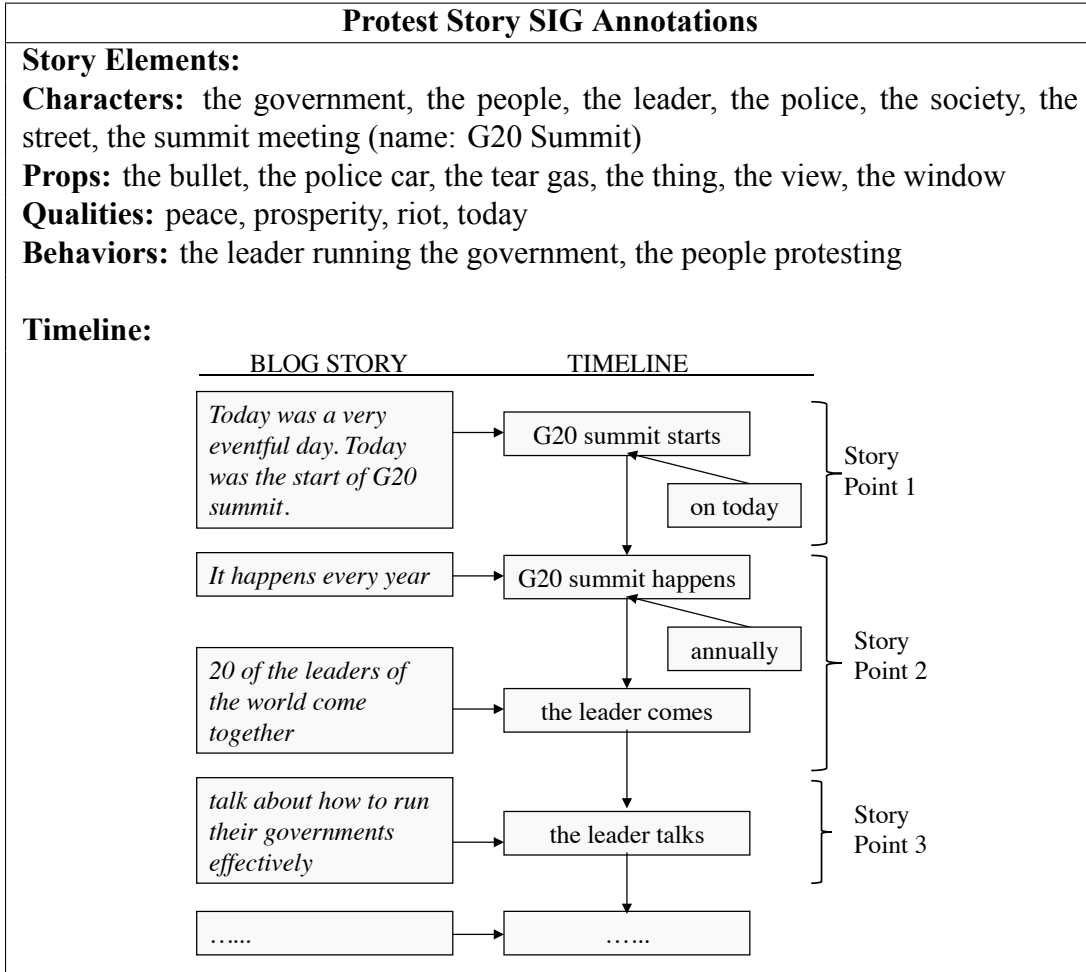 Protest Story SIG Annotations
Story Elements:
Characters: the government, the people, the leader, the police, the society, the
street, the summit meeting (name: G20 Summit)
Props: the bullet, the police car, the tear gas, the thing, the view, the window
Qualities: peace, prosperity, riot, today
Behaviors: the leader running the government, the people protesting
Timeline:
BLOG STORY
TIMELINE
Today was a very
eventful day. Today
was the start of G20
summit.
G20 summit starts
on today
Story
Point 1
It happens every year
G20 summit happens
annually
20 of the leaders of
the world come
together
the leader comes
Story
Point 2
talk about how to run
their governments
effectively
the leader talks
Story
Point 3
…...
…...